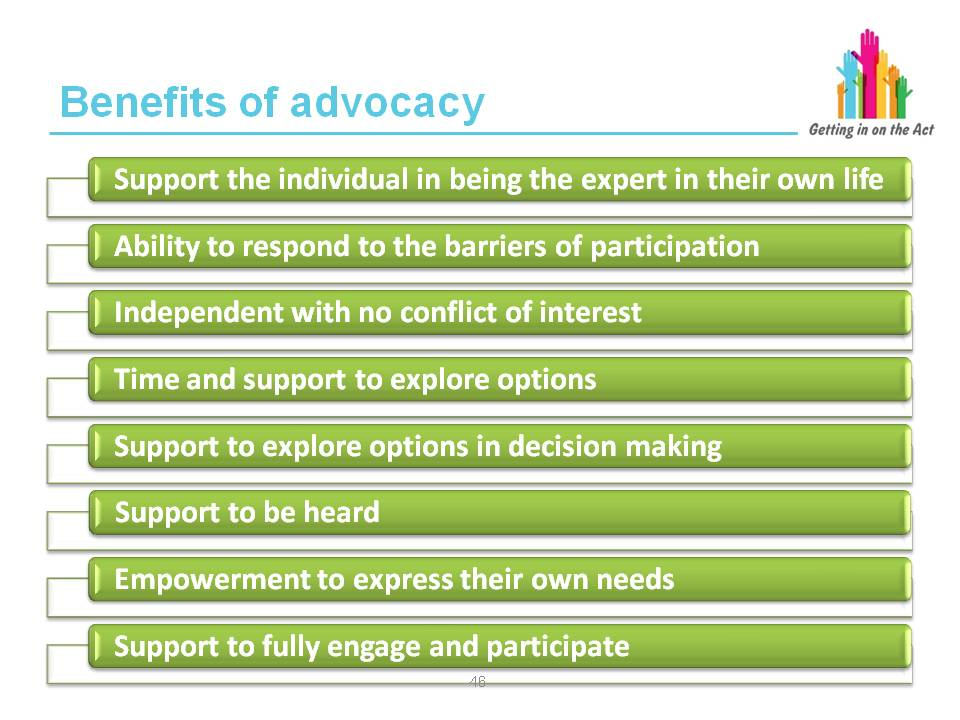 Benefits of advocacy
Getting in on the Act
Support the individual in being the expert in their own life
Ability to respond to the barriers of participation
Independent with no conflict of interest
Time and support to explore options
Support to explore options in decision making
Support to be heard
Empowerment to express their own needs
Support to fully engage and participate
46